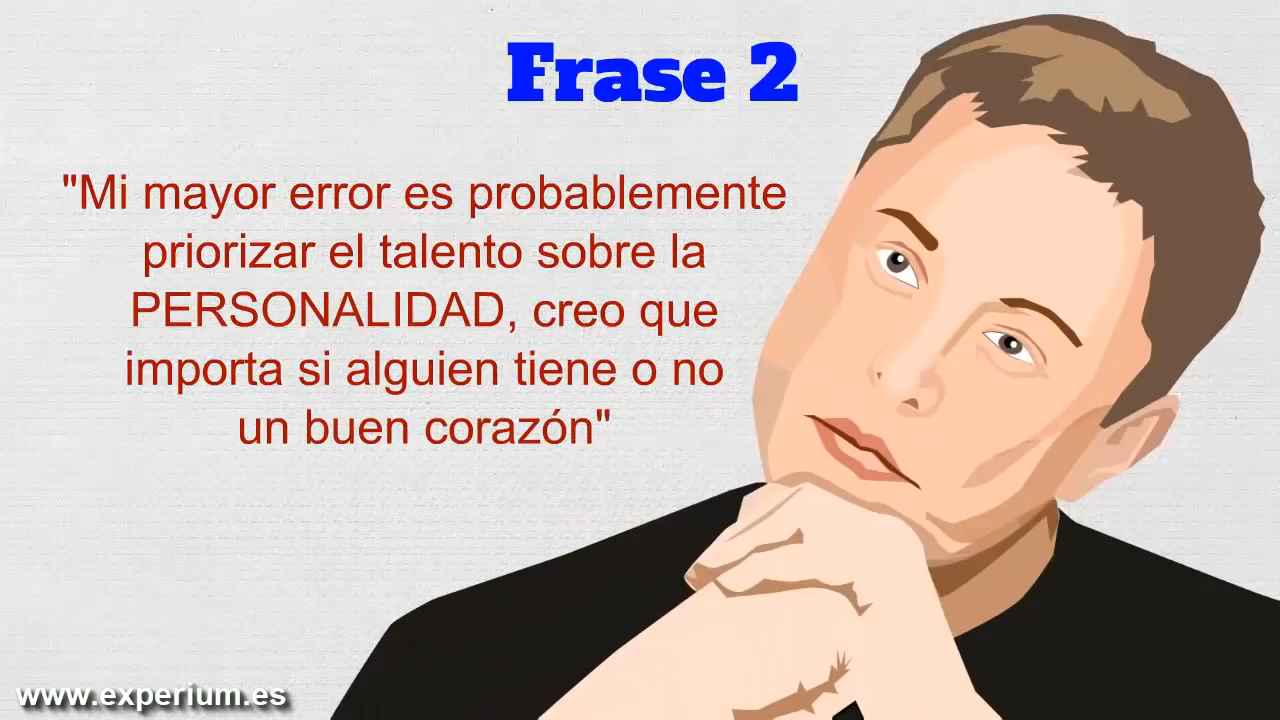 Frase 2
"Mi mayor error es probablemente
priorizar el talento sobre la
PERSONALIDAD, creo que
importa si alguien tiene o no
un buen corazón"
www.experium.es